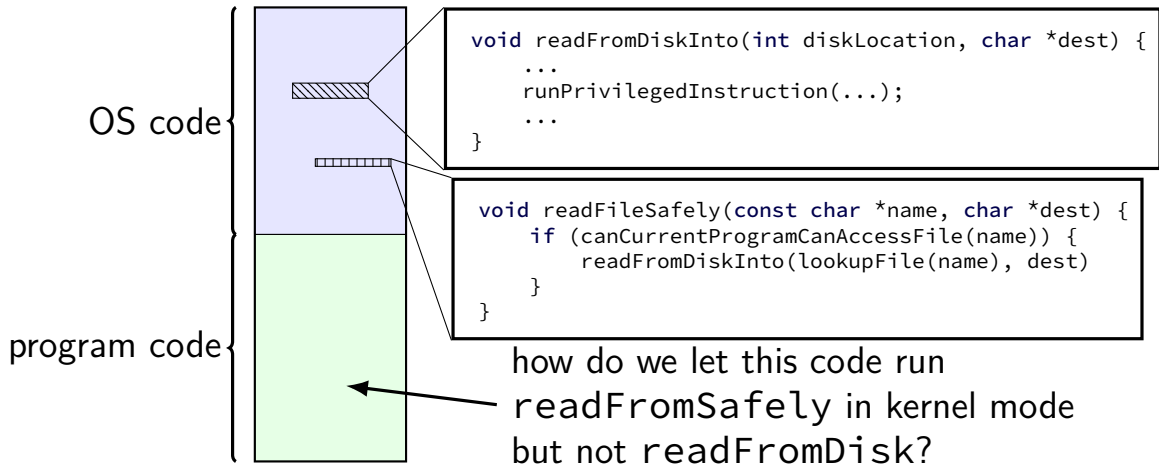 OS code
void readFromDiskInto(int diskLocation, char *dest) {
    ...
    runPrivilegedInstruction(...);
    ...
}
void readFileSafely(const char *name, char *dest) {
    if (canCurrentProgramCanAccessFile(name)) {
        readFromDiskInto(lookupFile(name), dest)
    }
}
program code
how do we let this code run
readFromSafely in kernel mode
but not readFromDisk?